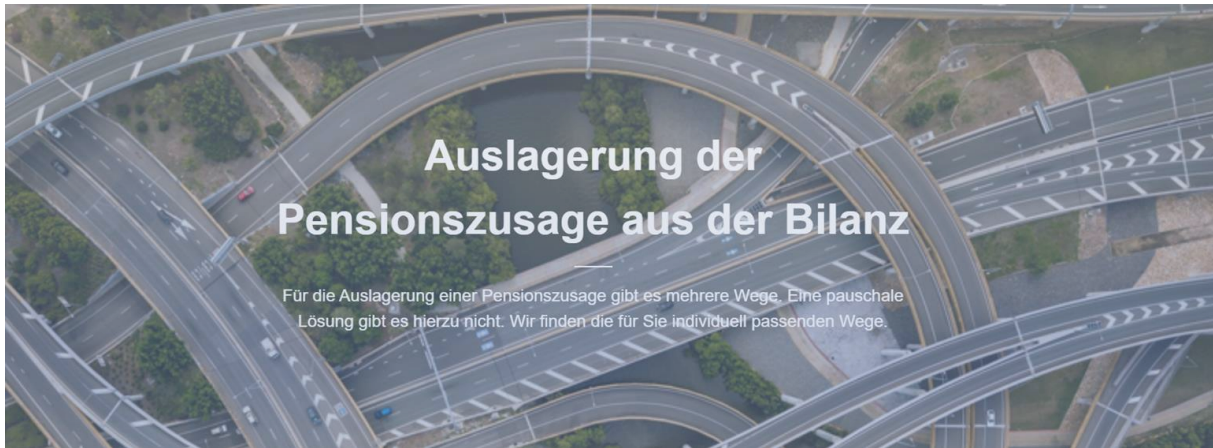 Auslagerung der
Pensionszusage aus der Bilanz
Für die Auslagerung einer Pensionszusage gibt es mehrere Wege. Eine pauschale
Lösung gibt es hierzu nicht. Wir finden die für Sie individuell passenden Wege.